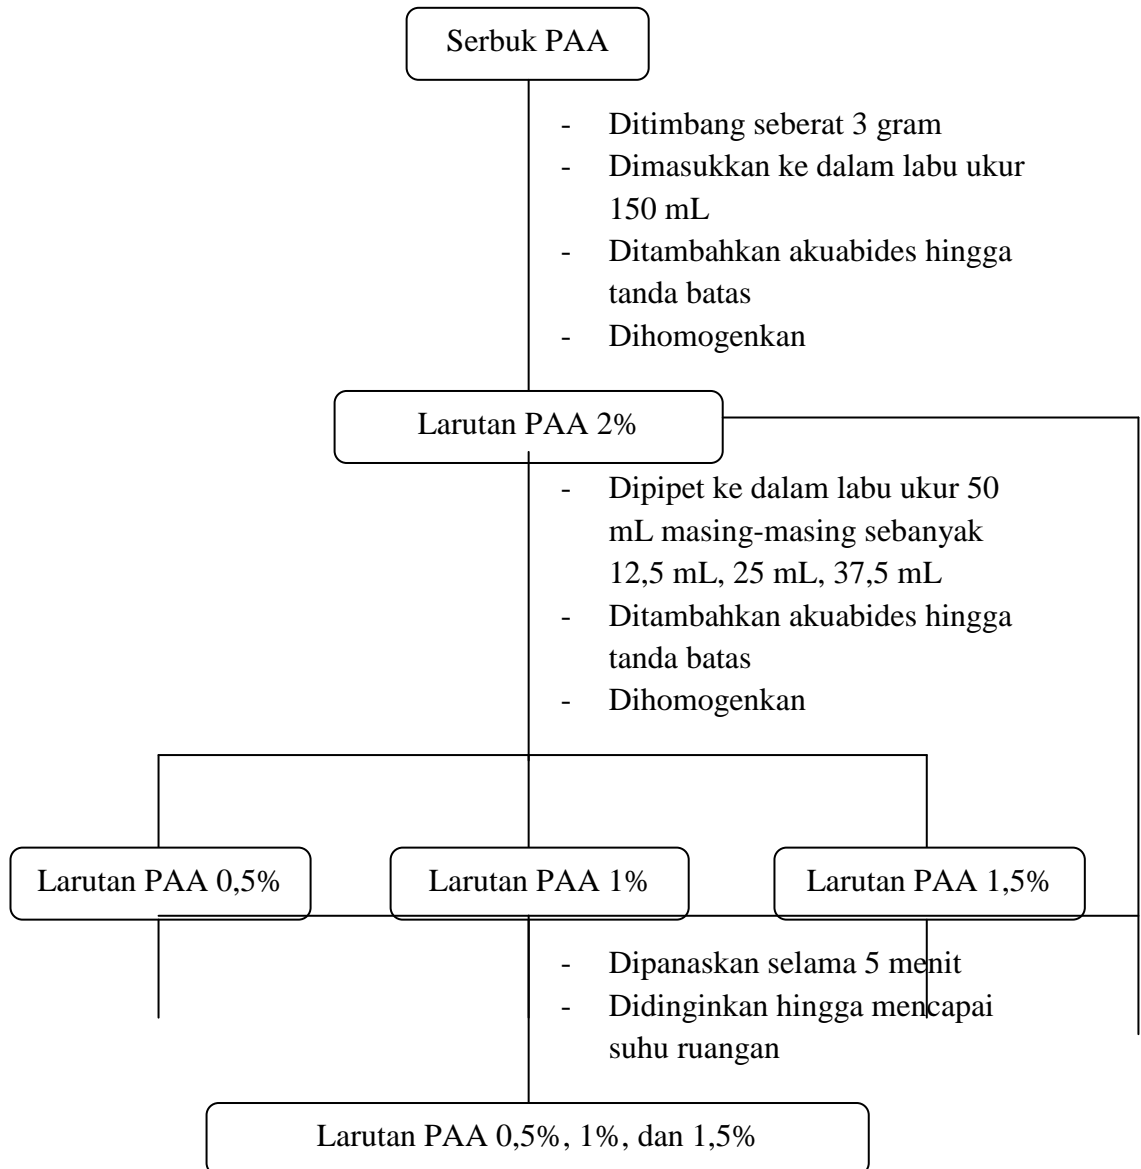 Serbuk PAA
- Ditimbang seberat 3 gram
- Dimasukkan ke dalam labu ukur
150 mL
- Ditambahkan akuabides hingga
tanda batas
- Dihomogenkan
Larutan PAA 2%
- Dipipet ke dalam labu ukur 50
mL masing-masing sebanyak
12,5 mL, 25 mL, 37,5 mL
- Ditambahkan akuabides hingga
tanda batas
- Dihomogenkan
Larutan PAA 0,5%
Larutan PAA 1%
Larutan PAA 1,5%
- Dipanaskan selama 5 menit
- Didinginkan hingga mencapai
suhu ruangan
Larutan PAA 0,5%, 1%, dan 1,5%